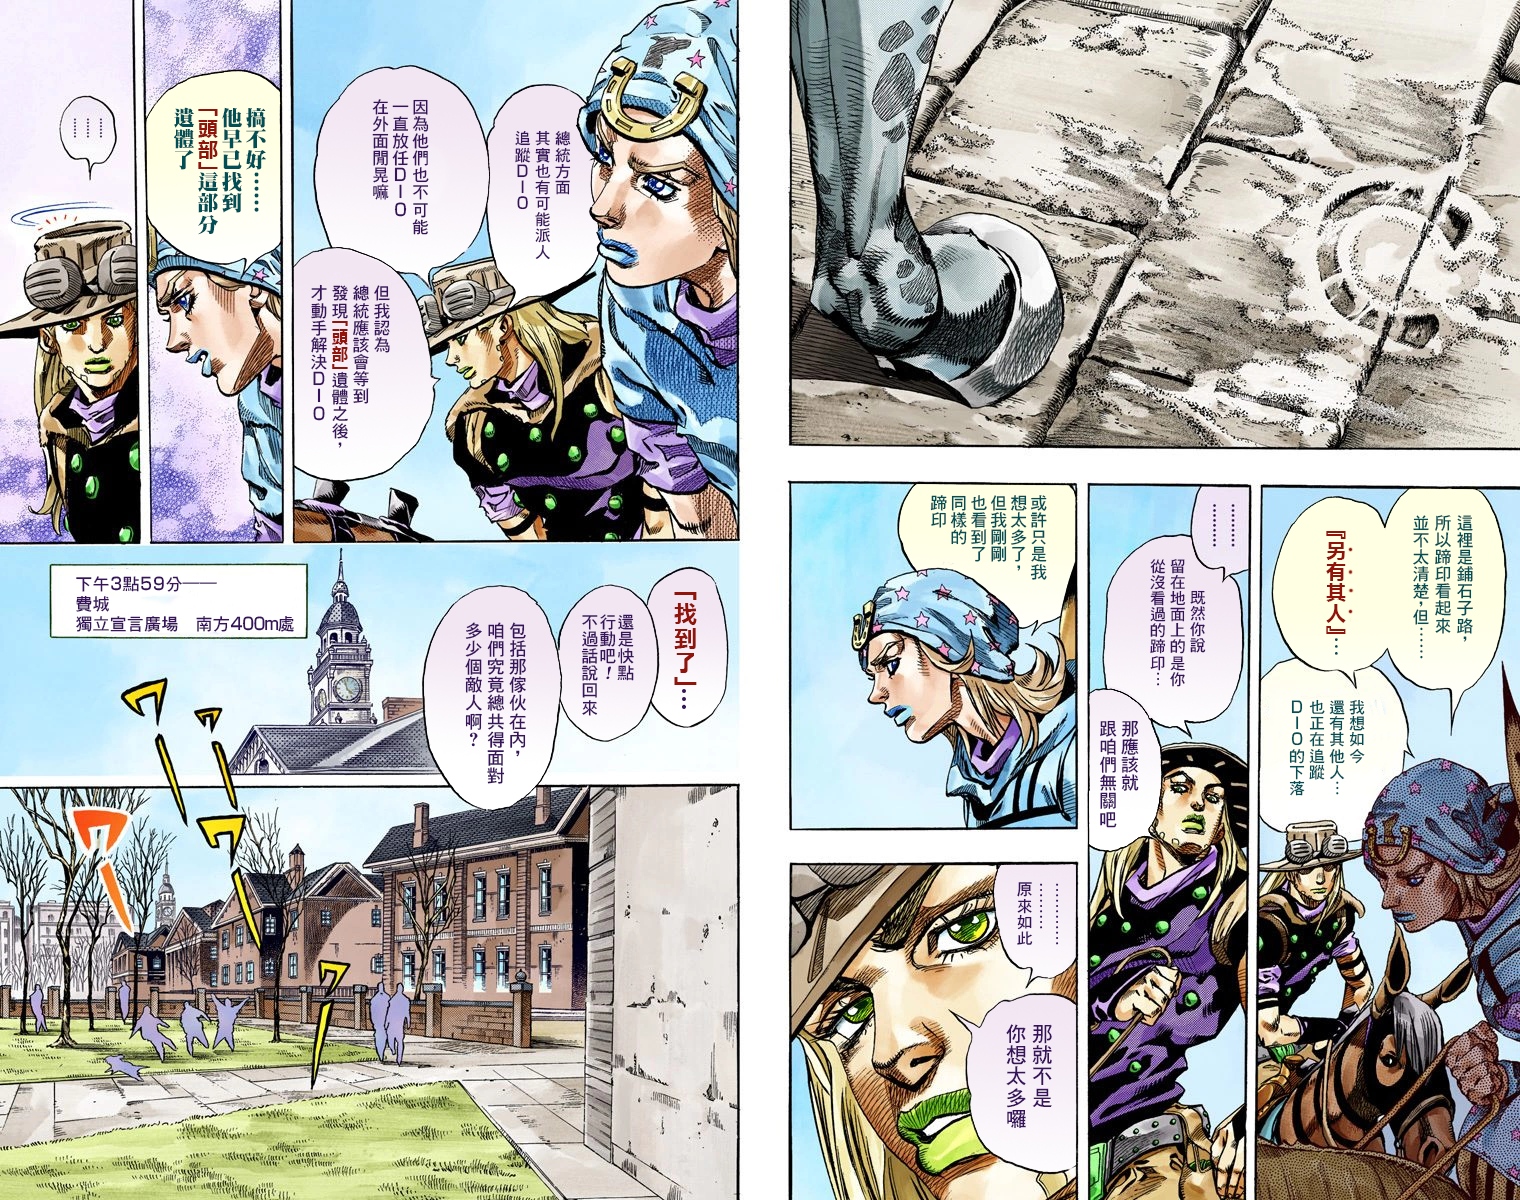 這裡是鋪石子路，
所以蹄印看起來
並不太清楚，但……
『另有其人』…
我想如今
還有其他人…
也正在追蹤
DIO的下落
………
………
既然你說
留在地面上的是你
從沒看過的蹄印…
那應該就
跟咱們無關吧
或許只是我
想太多了，
但我剛剛
也看到了
同樣的
蹄印
…………
…………
原來如此
那就不是
你想太多囉
總統方面
其實也有可能派人
追蹤DIO
因為他們也不可能
一直放任DIO
在外面閒晃嘛
但我認為
總統應該會等到
發現「頭部」遺體之後，
才動手解決DIO
搞不好……
他早已找到
「頭部」這部分
遺體了
……
……
下午3點59分——
費城
獨立宣言廣場　南方400m處
「找到了」…
還是快點
行動吧！
不過話說回來
包括那傢伙在內，
咱們究竟總共得面對
多少個敵人啊？
ワー
ワー
ワー
ワー
ワー